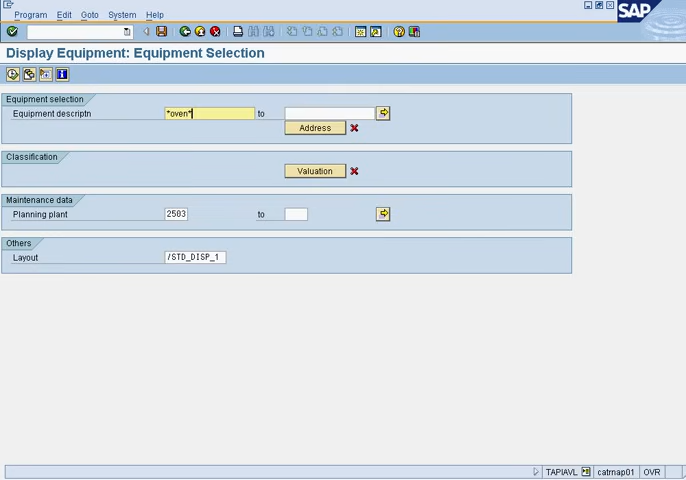 Program Edit Goto System Help
SAP
Display Equipment: Equipment Selection
Equipment selection
Equipment descriptn *oven* to
Address
Classification
Valuation
Maintenance data
Planning plant 2503 to
Others
Layout /STD_DISP_1
TAPIAVL catrnap01 OVR